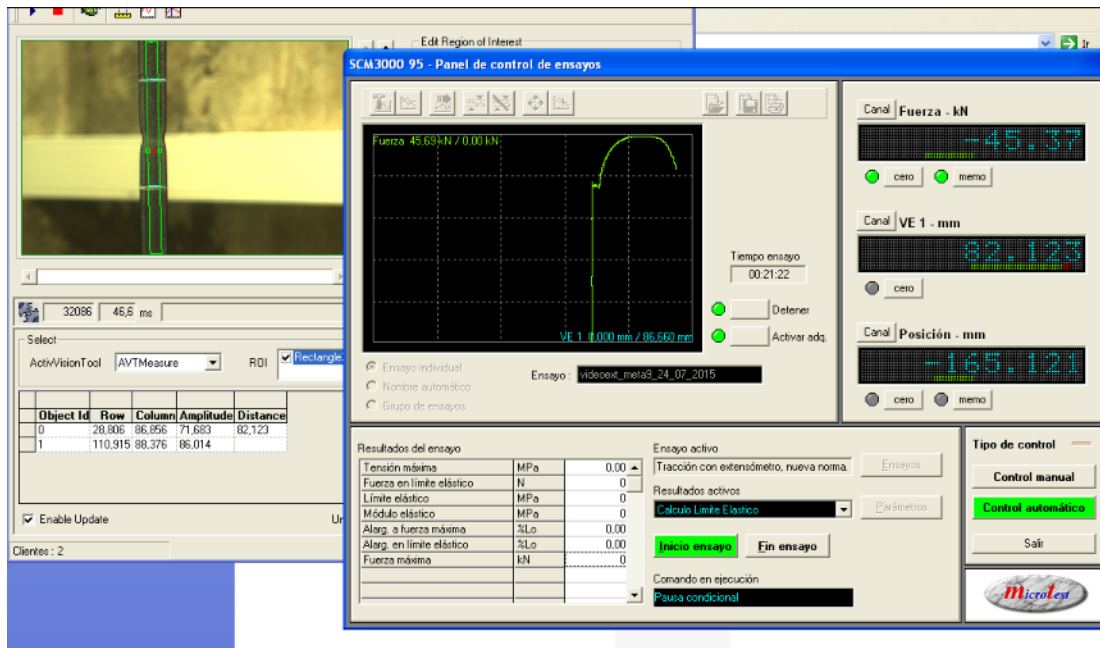 Edit Region of Interest
Ir
32086 46,6 ms
Select
ActivVisionTool AVTMeasure ROI Rectangle
Object Id Row Column Amplitude Distance
0 28,806 86,856 71,683 82,123
1 110,915 88,376 86,014
Enable Update
Clientes : 2
SCM3000 95 - Panel de control de ensayos
Fuerza 45,69 kN / 0.00 kN
VE 1 0.000 mm / 86,660 mm
Tiempo ensayo
00:21:22
Detener
Activar adq.
Ensayo individual
Nombre automático
Grupo de ensayos
Ensayo : videoext_meta9_24_07_2015
Canal Fuerza - kN
-45.37
cero memo
Canal VE 1 - mm
82.123
cero
Canal Posición - mm
-165.121
cero memo
Resultados del ensayo
Tensión máxima MPa 0,00
Fuerza en límite elástico N 0
Límite elástico MPa 0
Módulo elástico MPa 0
Alarg. a fuerza máxima %Lo 0,00
Alarg. en límite elástico %Lo 0,00
Fuerza máxima kN 0
Ensayo activo
Tracción con extensómetro, nueva norma.
Ensayos
Resultados activos
Calculo Limite Elastico
Parámetros
Inicio ensayo Fin ensayo
Comando en ejecución
Pausa condicional
Tipo de control
Control manual
Control automático
Salir
Microtest